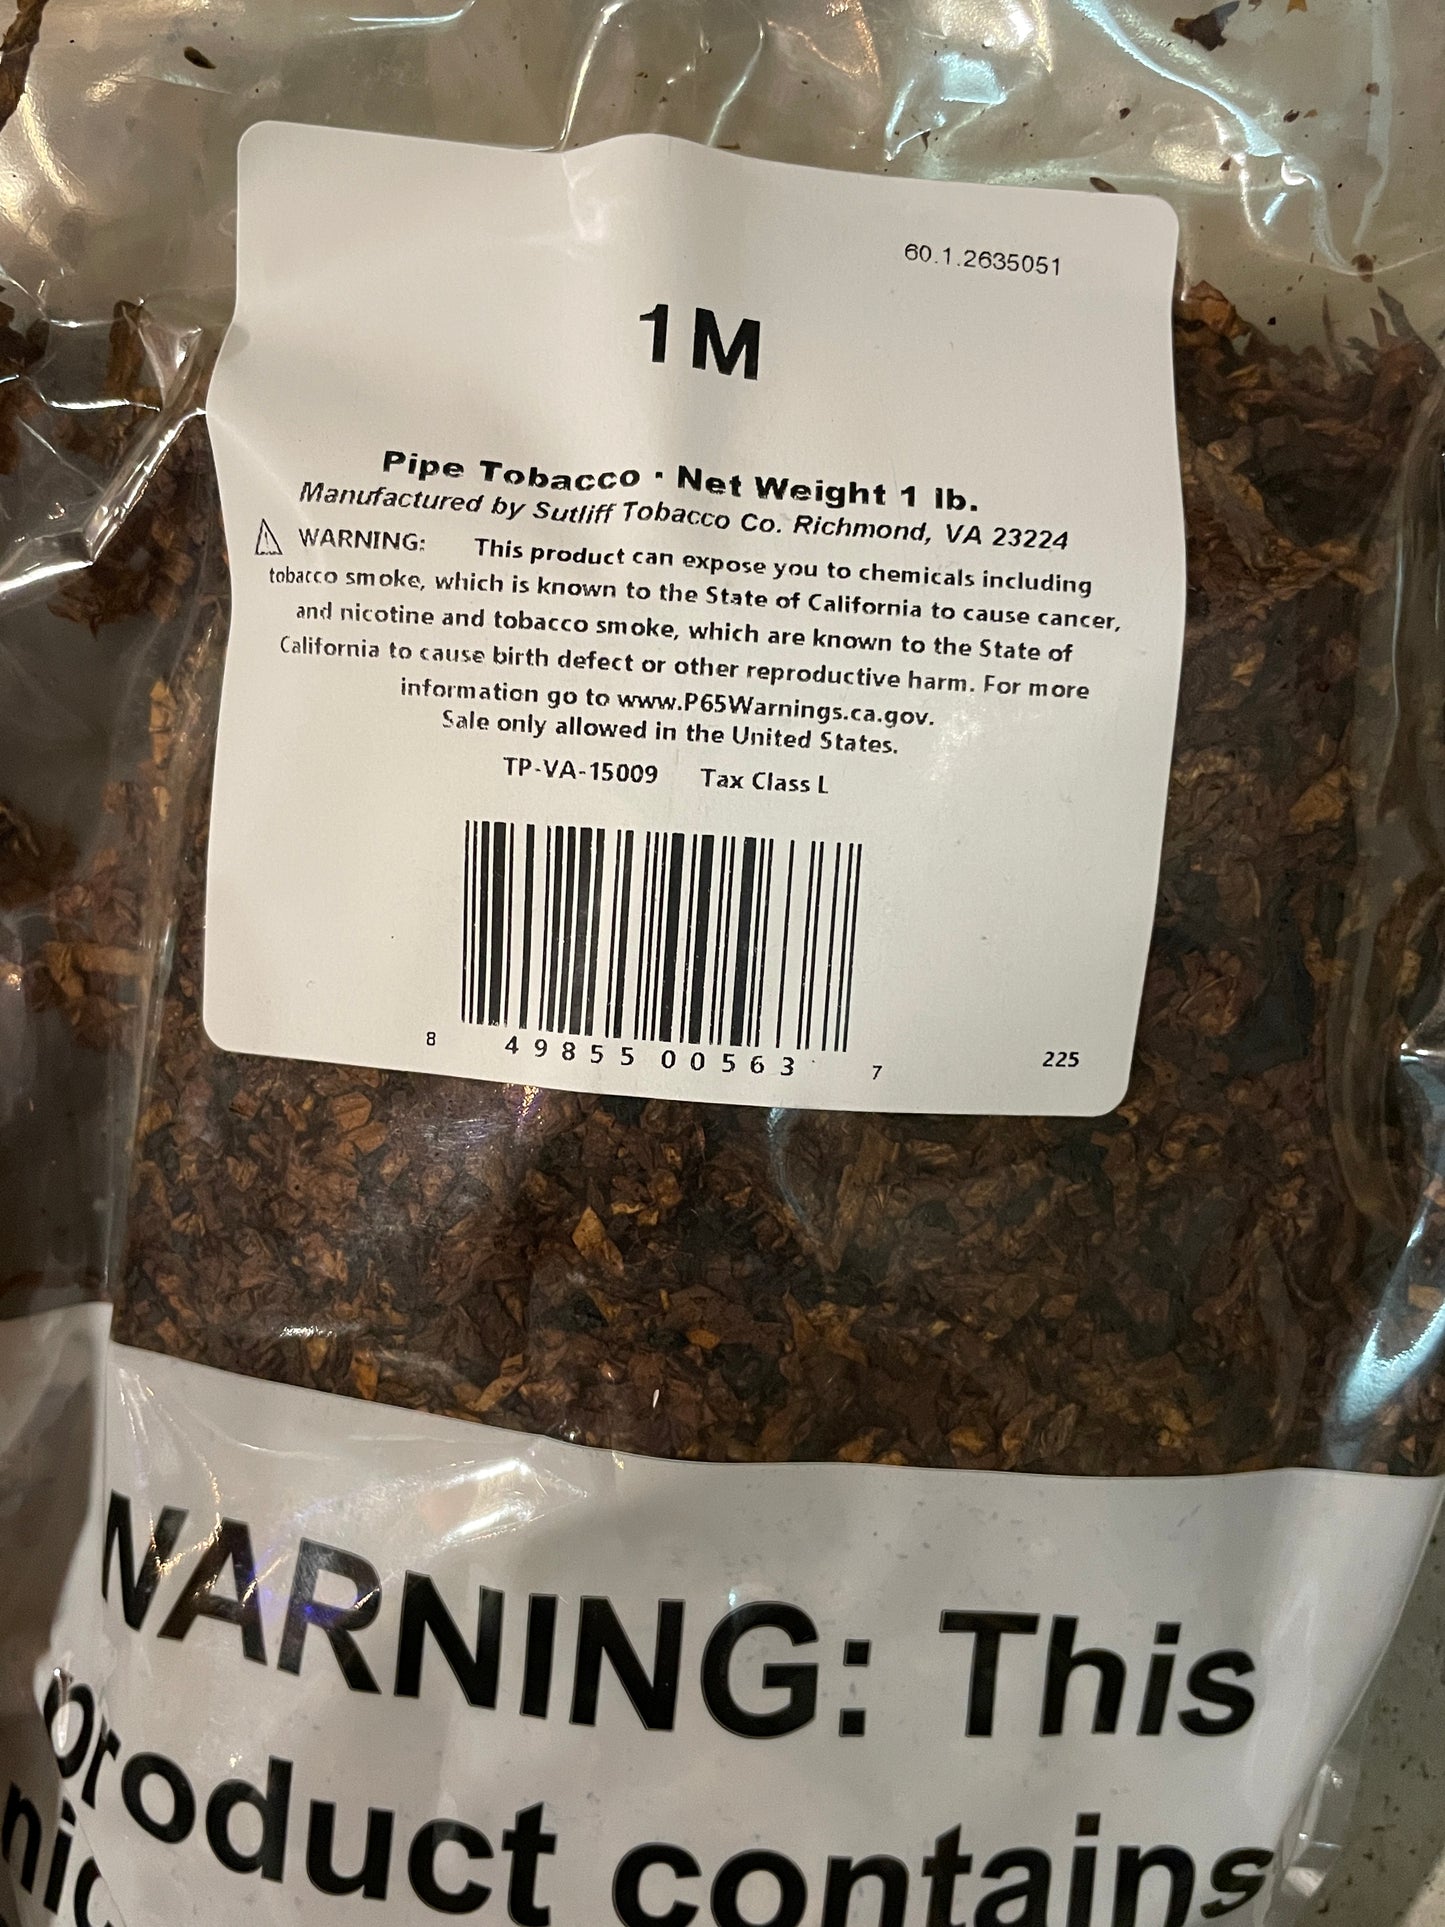 60.1.2635051
1M
Pipe Tobacco · Net Weight 1 lb.
Manufactured by Sutliff Tobacco Co. Richmond, VA 23224
⚠ WARNING: This product can expose you to chemicals including
tobacco smoke, which is known to the State of California to cause cancer,
and nicotine and tobacco smoke, which are known to the State of
California to cause birth defect or other reproductive harm. For more
information go to www.P65Warnings.ca.gov.
Sale only allowed in the United States.
TP-VA-15009 Tax Class L
8 49855 00563 7
225
WARNING: This
product contains